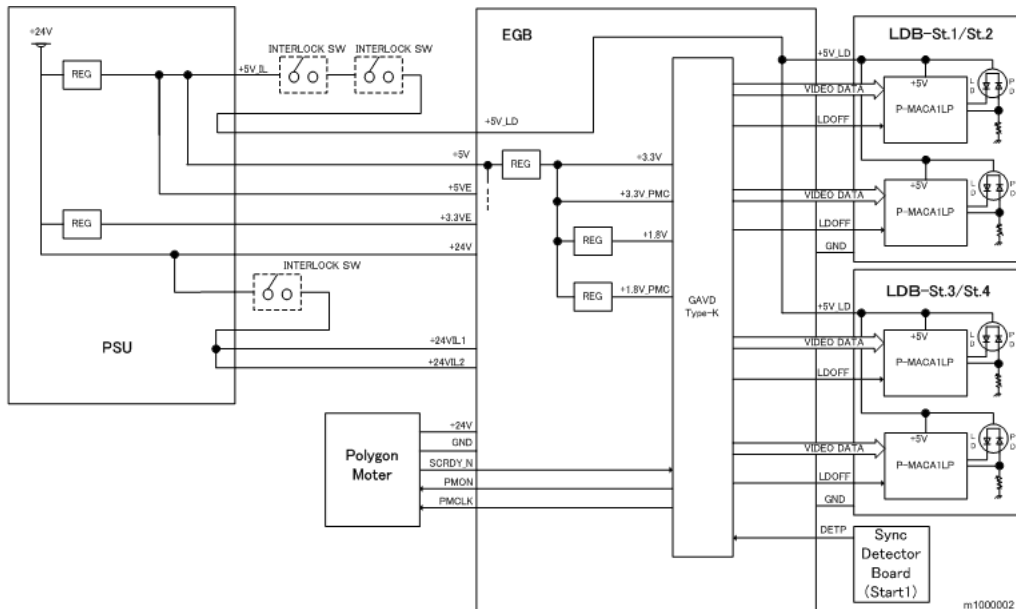 +24V
REG
+5V_IL
INTERLOCK SW
INTERLOCK SW
+5V_LD
+5V
+5VE
REG
+3.3VE
+24V
INTERLOCK SW
PSU
+24VIL1
+24VIL2
Polygon
Moter
+24V
GND
SCRDY_N
PMON
PMCLK
EGB
REG
+3.3V
+3.3V_PMC
REG
+1.8V
REG
+1.8V_PMC
GAVD
Type-K
LDB-St.1/St.2
+5V_LD
+5V
P-MACA1LP
L
D
P
D
VIDEO DATA
LDOFF
+5V
P-MACA1LP
L
D
P
D
VIDEO DATA
LDOFF
GND
LDB-St.3/St.4
+5V_LD
+5V
P-MACA1LP
L
D
P
D
VIDEO DATA
LDOFF
+5V
P-MACA1LP
L
D
P
D
VIDEO DATA
LDOFF
GND
DETP
Sync
Detector
Board
(Start1)
m1000002